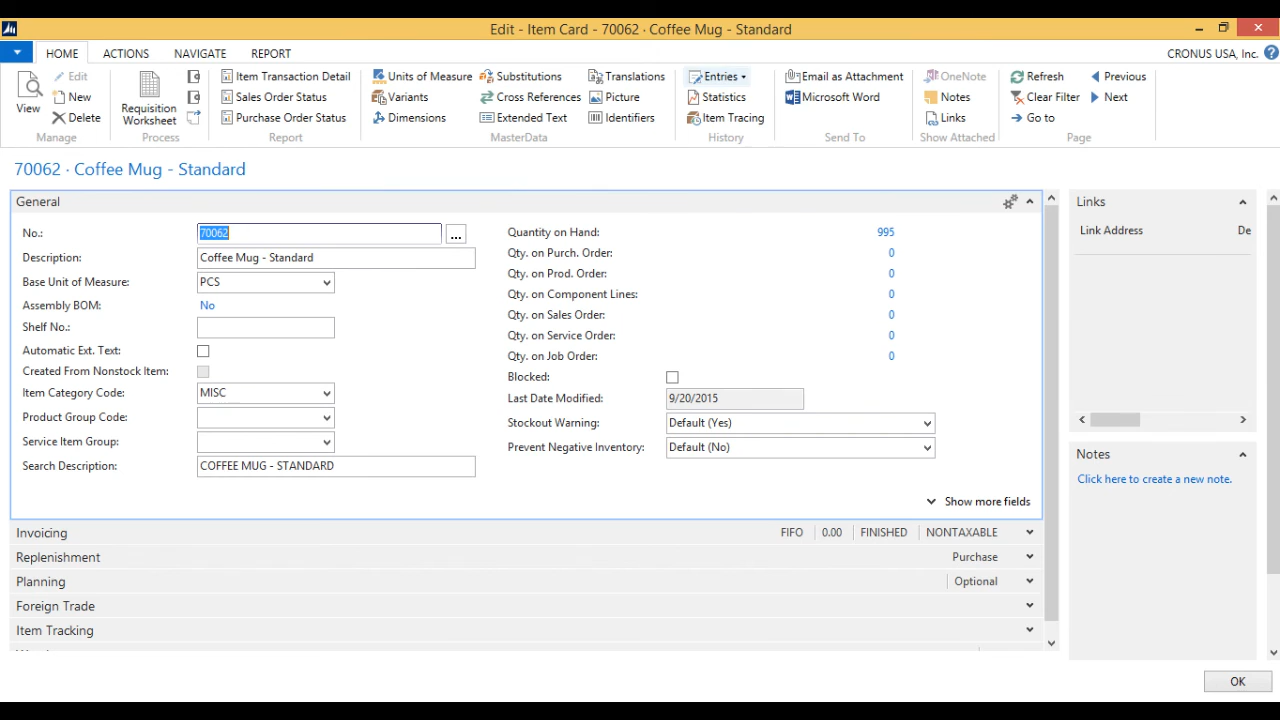 Edit - Item Card - 70062 · Coffee Mug - Standard
HOME ACTIONS NAVIGATE REPORT CRONUS USA, Inc.
View
Edit
New
Delete
Manage
Requisition
Worksheet
Process
Item Transaction Detail
Sales Order Status
Purchase Order Status
Report
Units of Measure
Variants
Dimensions
Substitutions
Cross References
Extended Text
Translations
Picture
Identifiers
MasterData
Entries
Statistics
Item Tracing
History
Email as Attachment
Microsoft Word
Send To
OneNote
Notes
Links
Show Attached
Refresh
Clear Filter
Go to
Previous
Next
Page
70062 · Coffee Mug - Standard
General
No.: 70062 ...
Description: Coffee Mug - Standard
Base Unit of Measure: PCS
Assembly BOM: No
Shelf No.:
Automatic Ext. Text:
Created From Nonstock Item:
Item Category Code: MISC
Product Group Code:
Service Item Group:
Search Description: COFFEE MUG - STANDARD
Quantity on Hand: 995
Qty. on Purch. Order: 0
Qty. on Prod. Order: 0
Qty. on Component Lines: 0
Qty. on Sales Order: 0
Qty. on Service Order: 0
Qty. on Job Order: 0
Blocked:
Last Date Modified: 9/20/2015
Stockout Warning: Default (Yes)
Prevent Negative Inventory: Default (No)
Show more fields
Invoicing FIFO 0.00 FINISHED NONTAXABLE
Replenishment Purchase
Planning Optional
Foreign Trade
Item Tracking
Links
Link Address De
Notes
Click here to create a new note.
OK